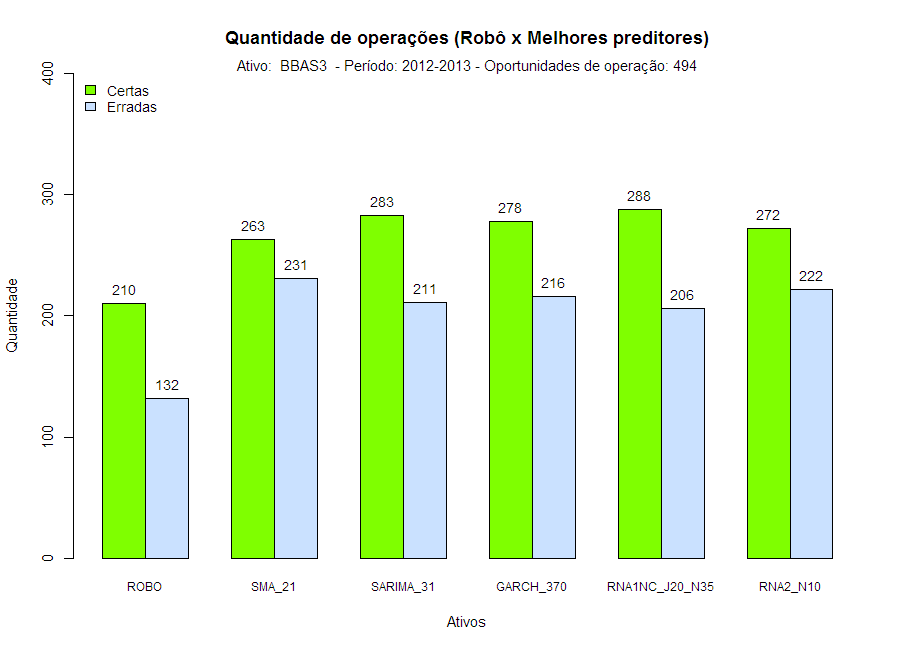 Quantidade de operações (Robô x Melhores preditores)
Ativo:  BBAS3  - Período: 2012-2013 - Oportunidades de operação: 494
Certas
Erradas
Quantidade
400
300
200
100
0
210
132
263
231
283
211
278
216
288
206
272
222
ROBO
SMA_21
SARIMA_31
GARCH_370
RNA1NC_J20_N35
RNA2_N10
Ativos